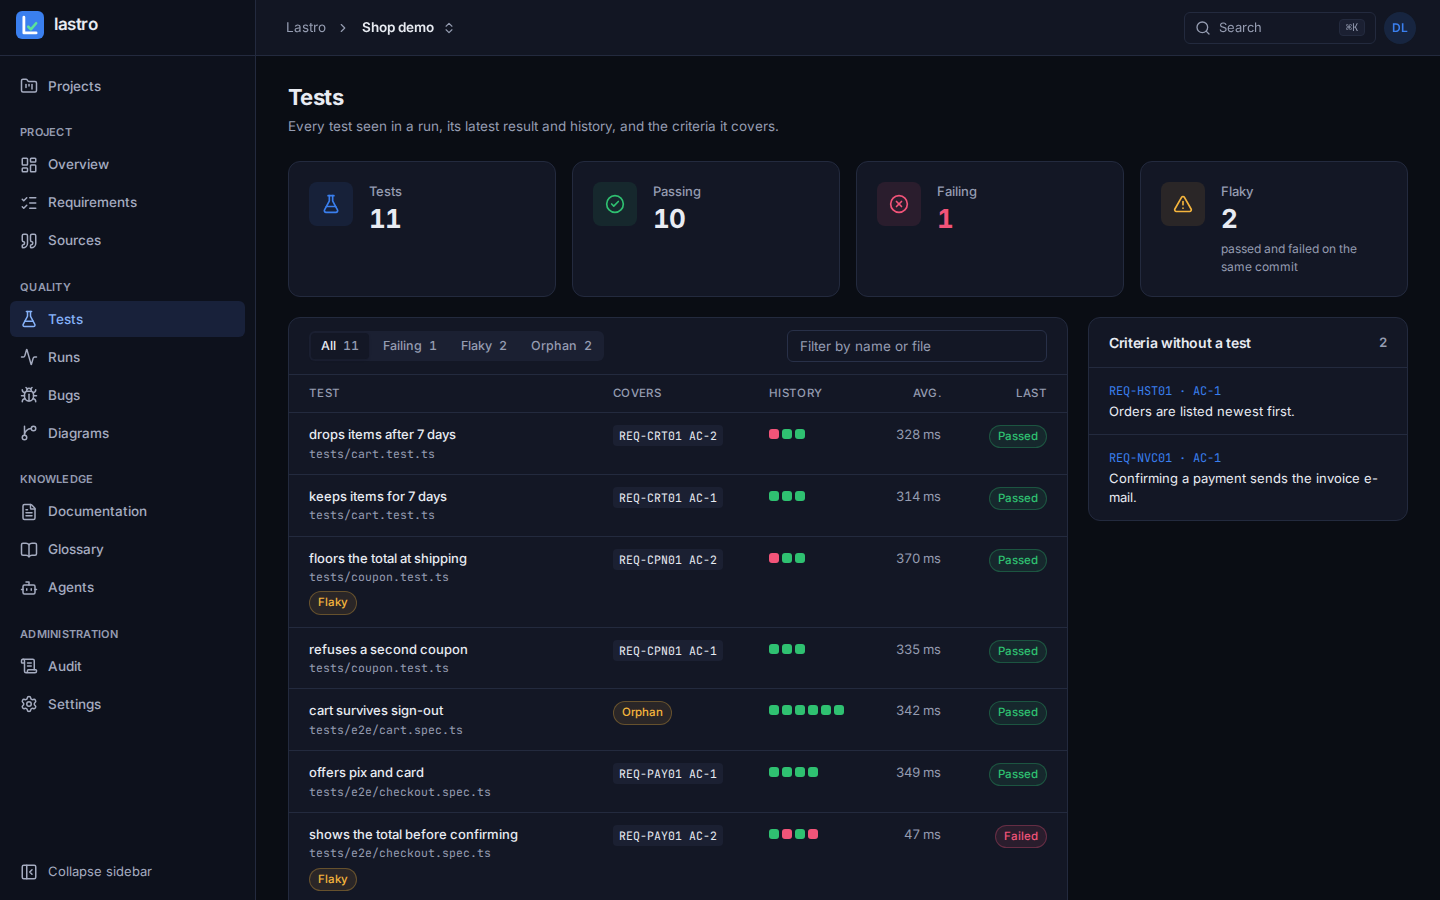 lastro
Lastro
Shop demo
Search
⌘K
DL
Projects
PROJECT
Overview
Requirements
Sources
QUALITY
Tests
Runs
Bugs
Diagrams
KNOWLEDGE
Documentation
Glossary
Agents
ADMINISTRATION
Audit
Settings
Collapse sidebar
Tests
Every test seen in a run, its latest result and history, and the criteria it covers.
Tests
11
Passing
10
Failing
1
Flaky
2
passed and failed on the
same commit
All 11 Failing 1 Flaky 2 Orphan 2
Filter by name or file
TEST COVERS HISTORY AVG. LAST
drops items after 7 days REQ-CRT01 AC-2 328 ms Passed
tests/cart.test.ts
keeps items for 7 days REQ-CRT01 AC-1 314 ms Passed
tests/cart.test.ts
floors the total at shipping REQ-CPN01 AC-2 370 ms Passed
tests/coupon.test.ts
Flaky
refuses a second coupon REQ-CPN01 AC-1 335 ms Passed
tests/coupon.test.ts
cart survives sign-out Orphan 342 ms Passed
tests/e2e/cart.spec.ts
offers pix and card REQ-PAY01 AC-1 349 ms Passed
tests/e2e/checkout.spec.ts
shows the total before confirming REQ-PAY01 AC-2 47 ms Failed
tests/e2e/checkout.spec.ts
Flaky
Criteria without a test 2
REQ-HST01 · AC-1
Orders are listed newest first.
REQ-NVC01 · AC-1
Confirming a payment sends the invoice e-
mail.